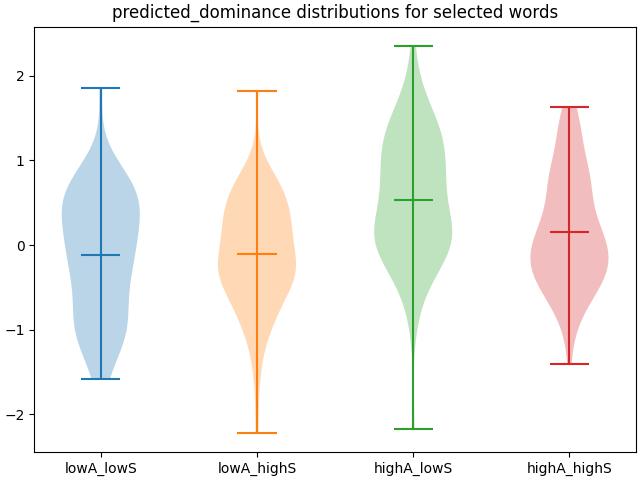 predicted_dominance distributions for selected words
2
1
0
−1
−2
lowA_lowS
lowA_highS
highA_lowS
highA_highS